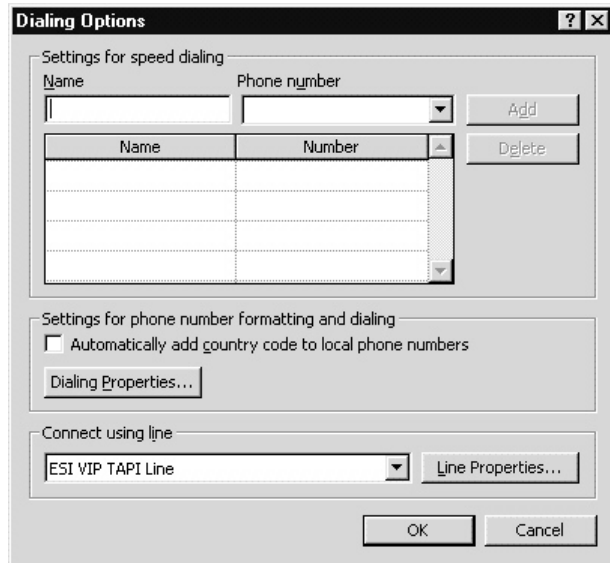 Dialing Options
Settings for speed dialing
Name Phone number
Add
Name Number Delete
Settings for phone number formatting and dialing
Automatically add country code to local phone numbers
Dialing Properties...
Connect using line
ESI VIP TAPI Line Line Properties...
OK Cancel